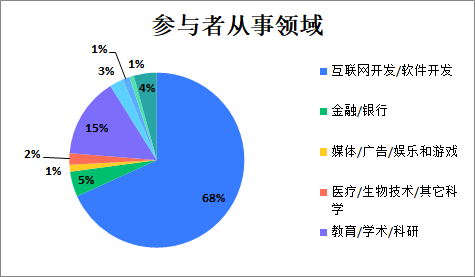 参与者从事领域
1%
1%
3%
4%
15%
2%
1%
5%
68%
互联网开发/软件开发
金融/银行
媒体/广告/娱乐和游戏
医疗/生物技术/其它科
学
教育/学术/科研